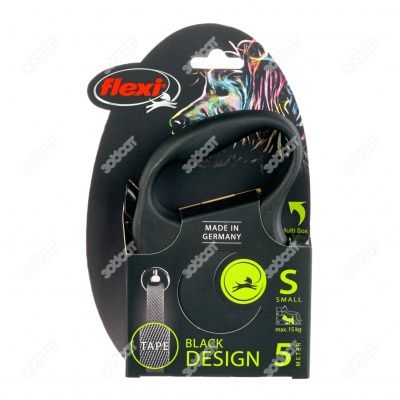 flexi
MADE IN
GERMANY
Multi Box
S
SMALL
max. 15 kg
TAPE
BLACK
DESIGN
5
METER